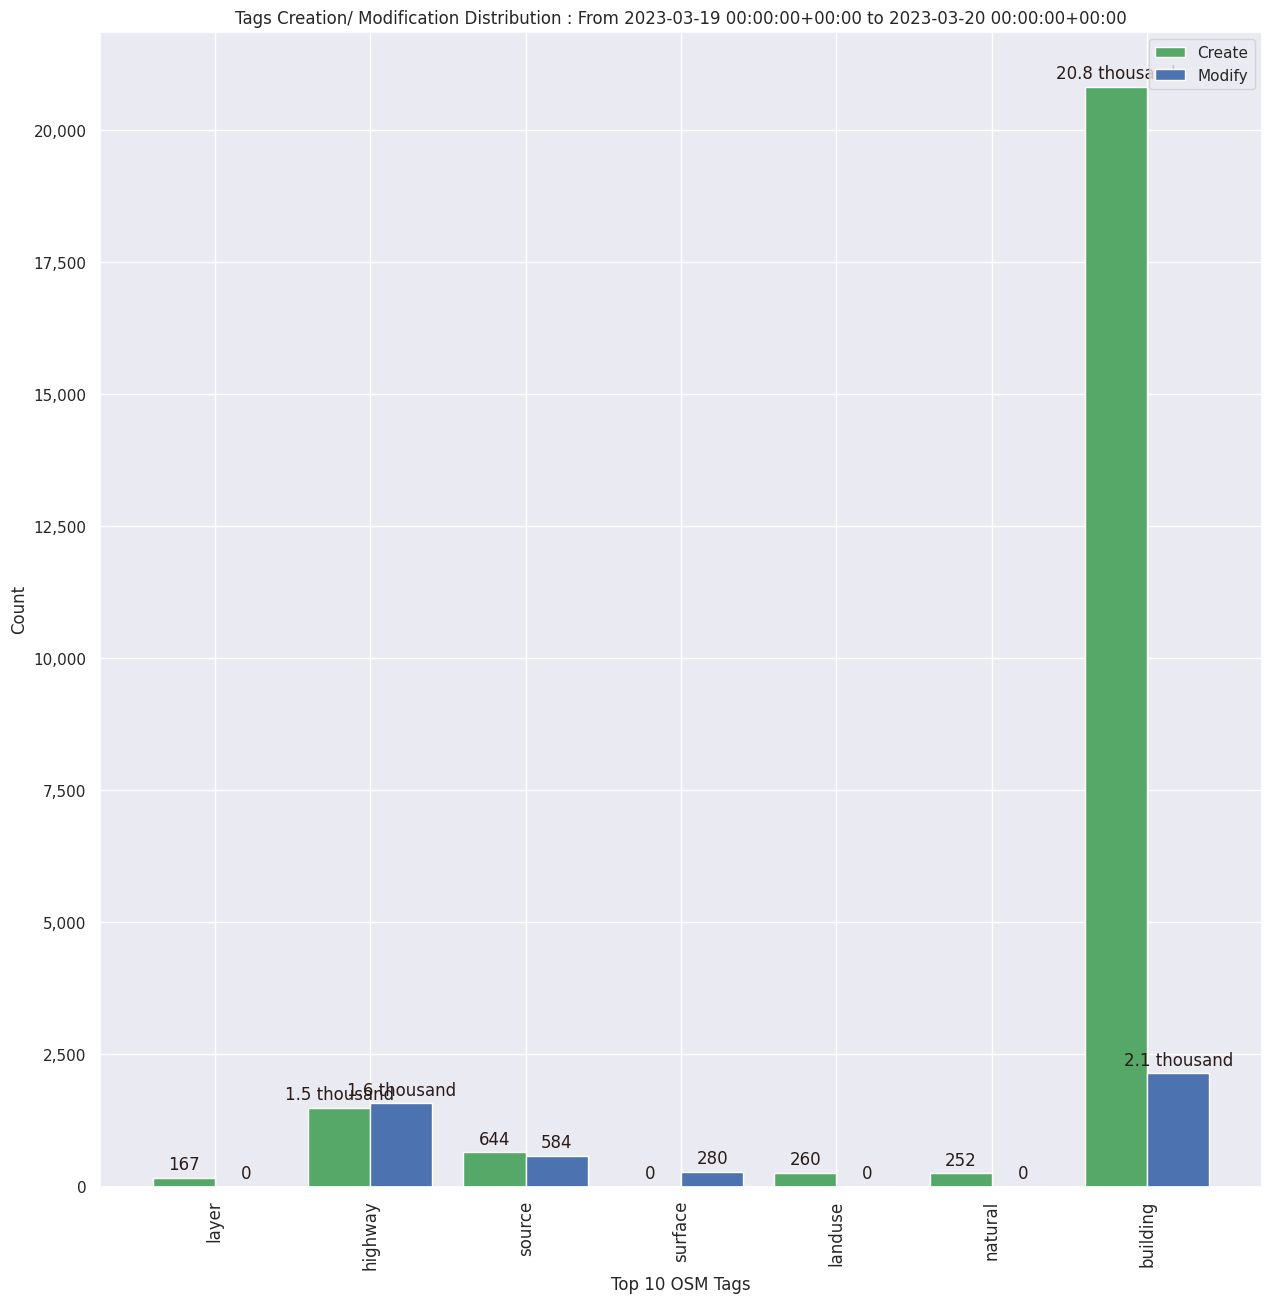 Tags Creation/ Modification Distribution : From 2023-03-19 00:00:00+00:00 to 2023-03-20 00:00:00+00:00
Create
Modify
20.8 thousand
20,000
17,500
15,000
12,500
10,000
7,500
5,000
2,500
0
Count
167
0
1.5 thousand
1.6 thousand
644
584
0
280
260
0
252
0
2.1 thousand
layer
highway
source
surface
landuse
natural
building
Top 10 OSM Tags